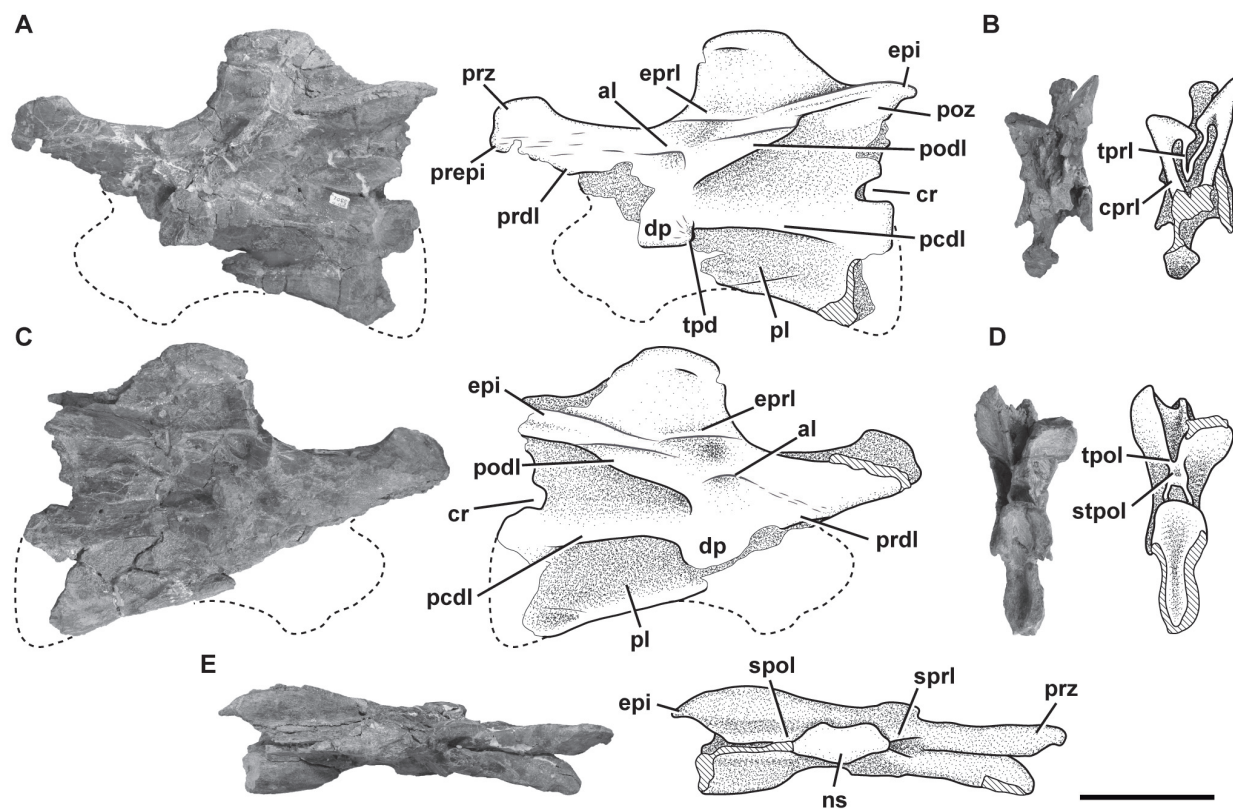 A
B
prz
al
eprl
epi
poz
prepi
prdl
podl
cr
dp
pcdl
tpd
pl
tprl
cprl
C
D
epi
eprl
al
podl
cr
dp
prdl
pcdl
pl
tpol
stpol
E
epi
spol
sprl
prz
ns